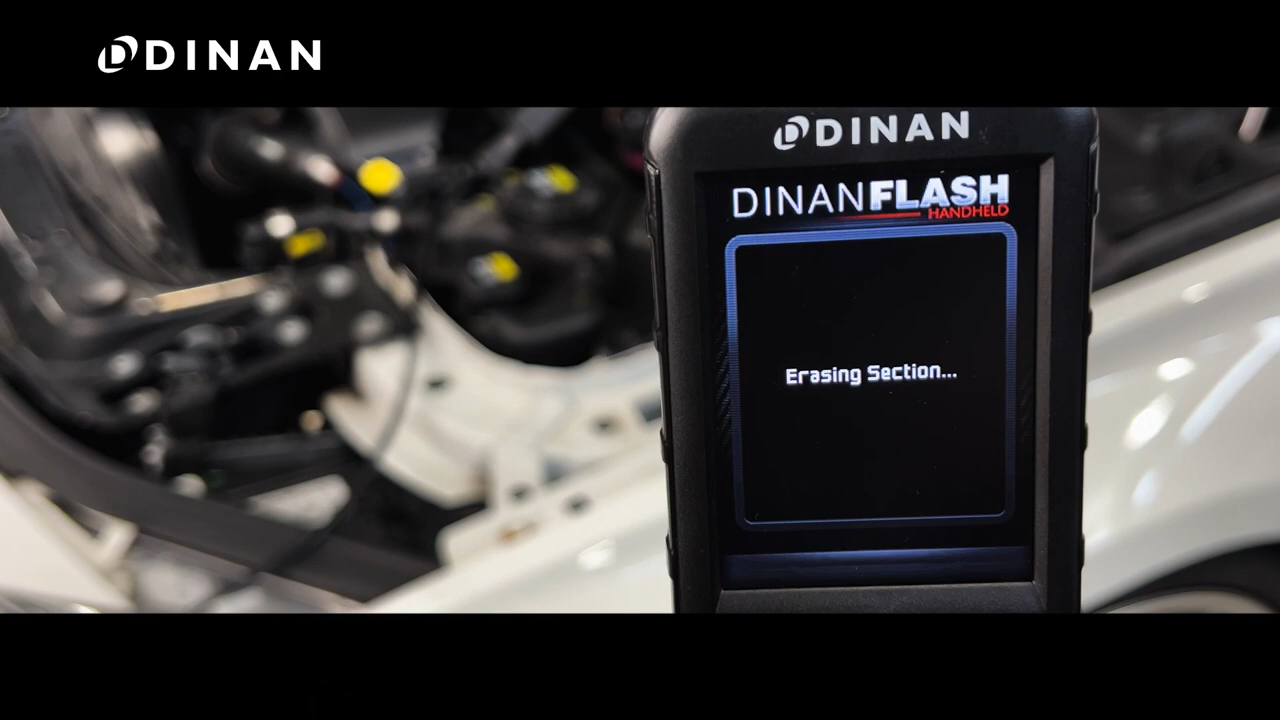 DINAN
DINAN
DINANFLASH
HANDHELD
Erasing Section...